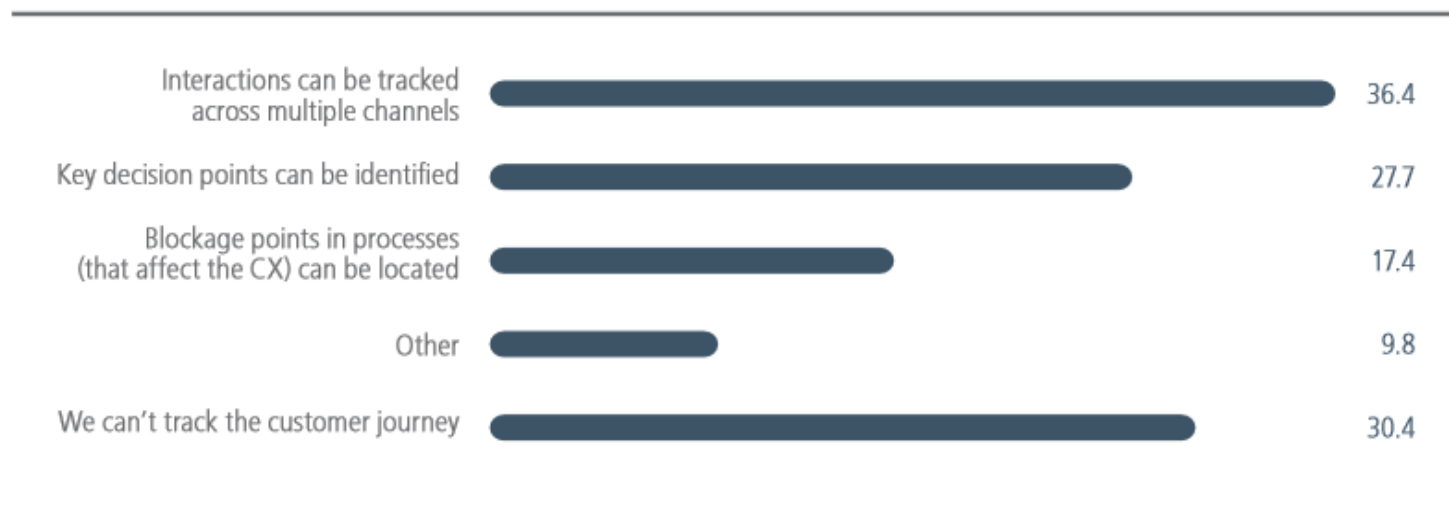 Interactions can be tracked
across multiple channels
36.4
Key decision points can be identified
27.7
Blockage points in processes
(that affect the CX) can be located
17.4
Other
9.8
We can’t track the customer journey
30.4